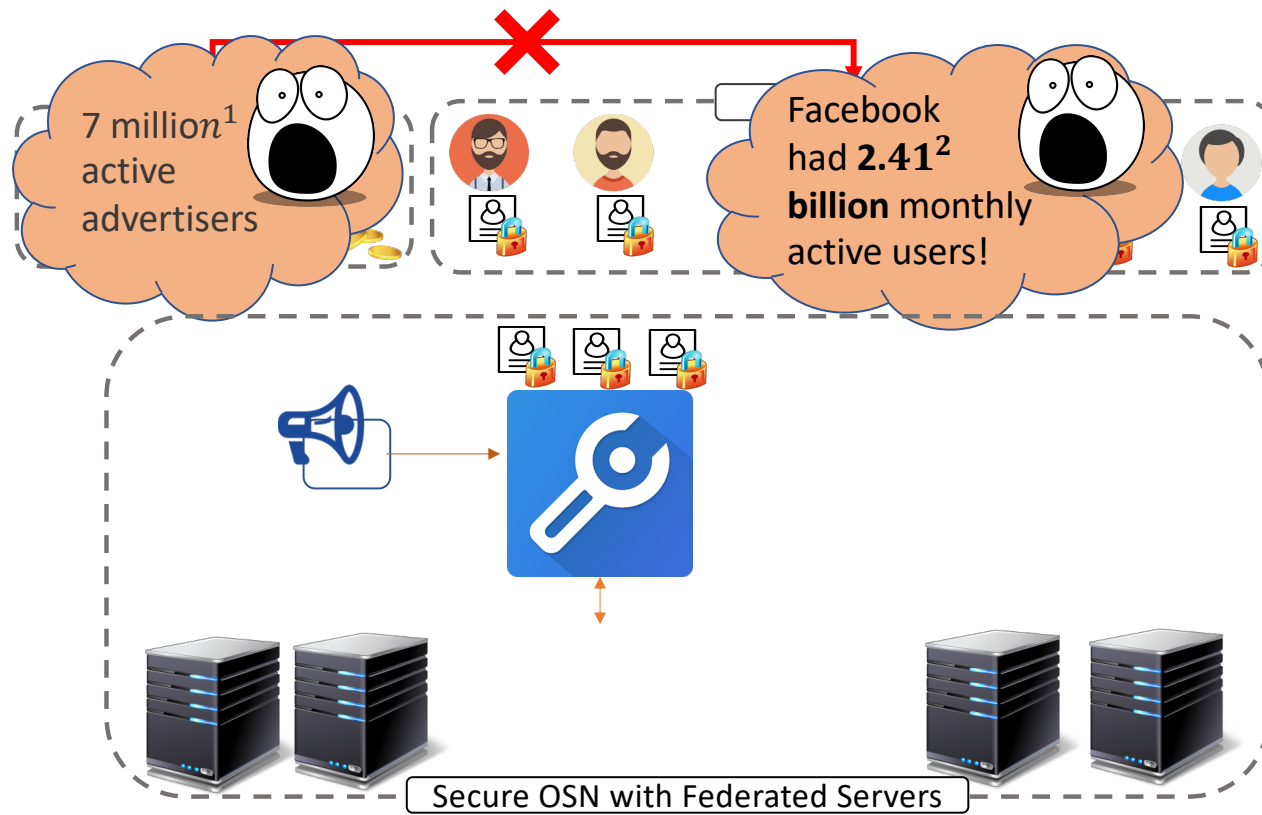 7 million¹
active
advertisers
Facebook
had 2.41²
billion monthly
active users!
Secure OSN with Federated Servers